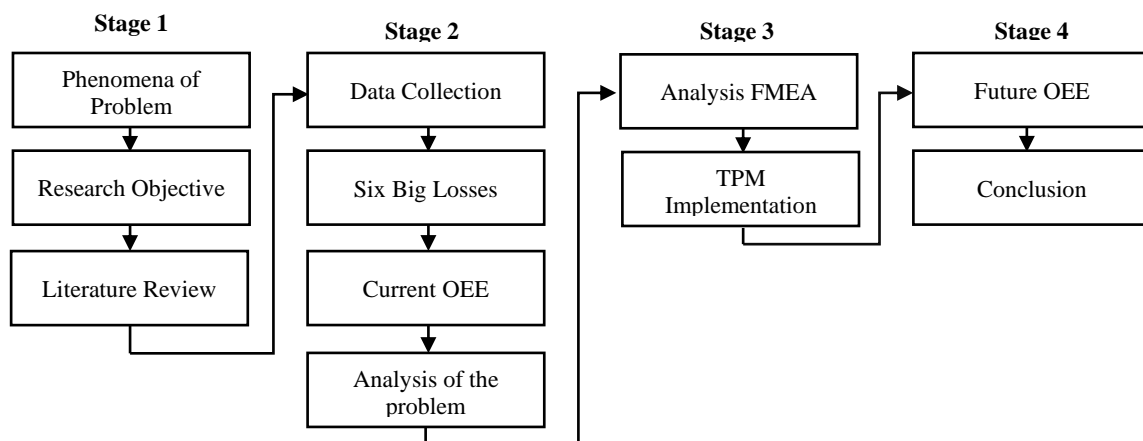 Stage 1
Phenomena of
Problem
Research Objective
Literature Review
Stage 2
Data Collection
Six Big Losses
Current OEE
Analysis of the
problem
Stage 3
Analysis FMEA
TPM
Implementation
Stage 4
Future OEE
Conclusion